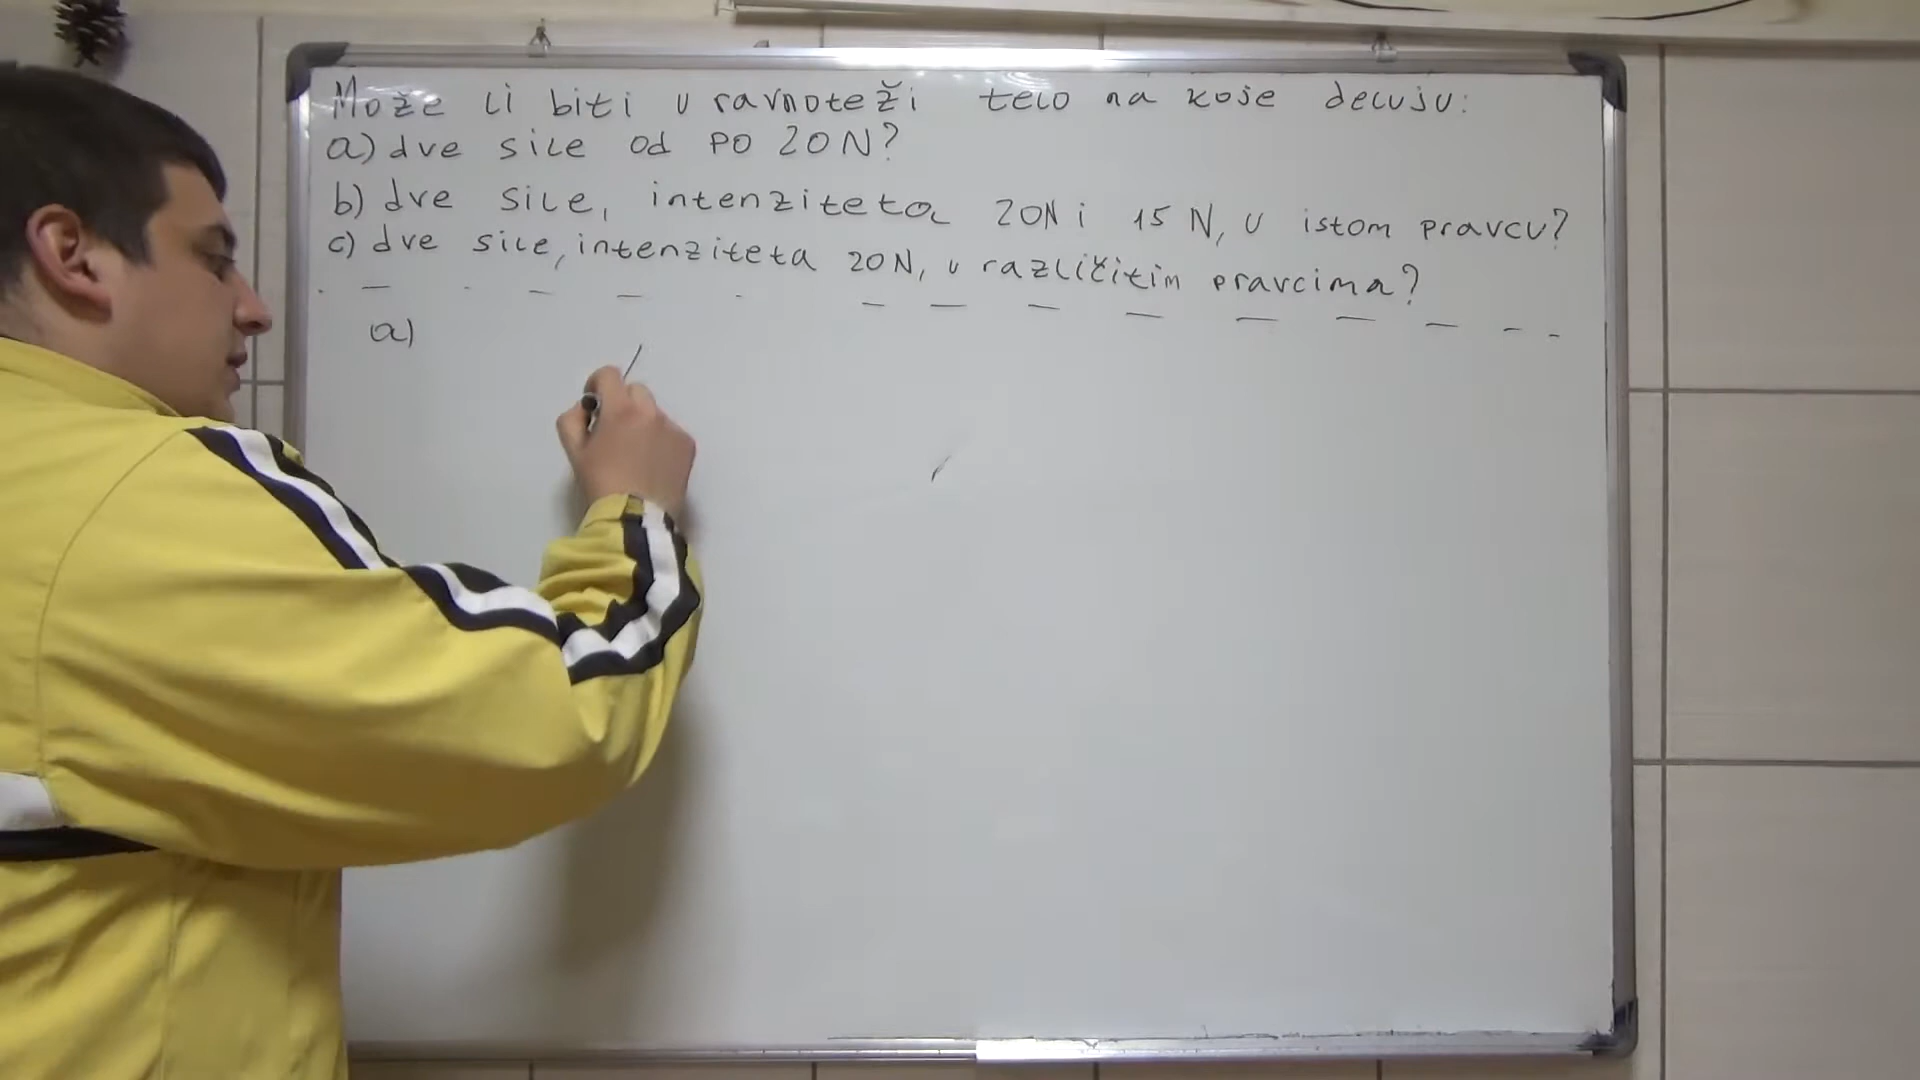 Može li biti u ravnoteži telo na koje deluju:
a) dve sile od po 20N?
b) dve sile, intenziteta 20N i 15 N, u istom pravcu?
c) dve sile, intenziteta 20N, u različitim pravcima?
a)